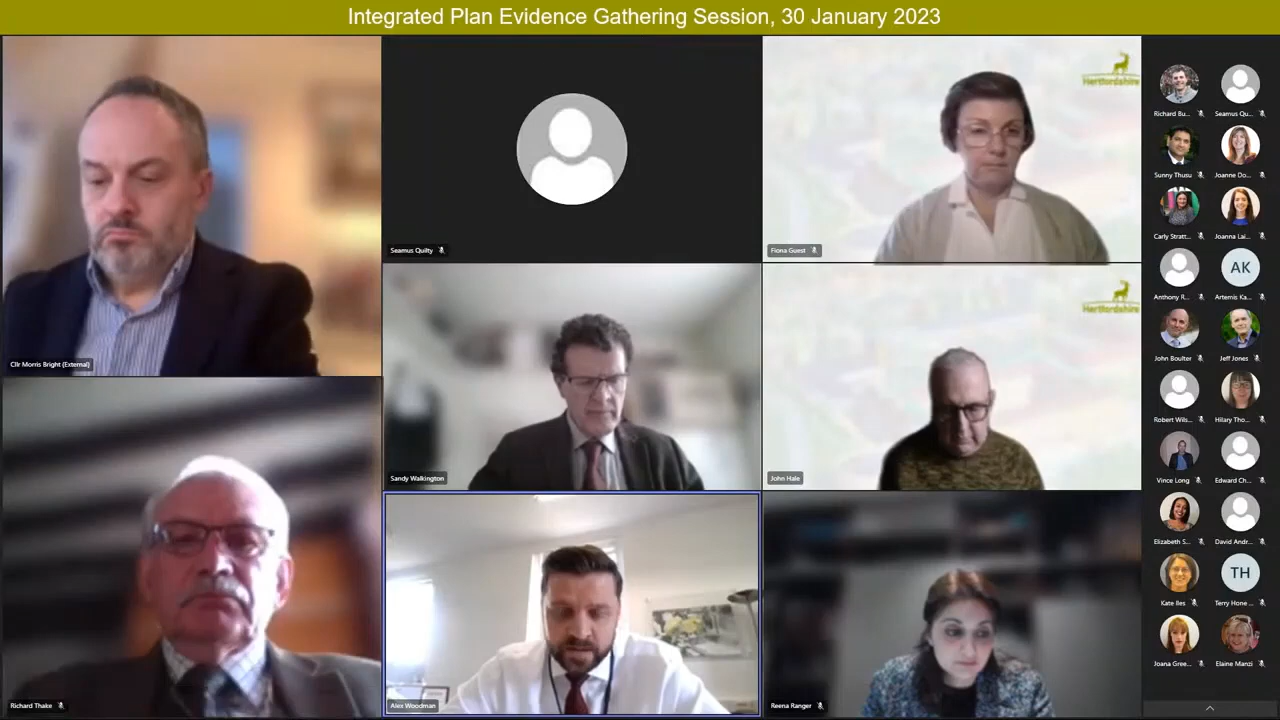 Integrated Plan Evidence Gathering Session, 30 January 2023
Hertfordshire
Seamus Quilty
Fiona Guest
Cllr Morris Bright (External)
Hertfordshire
Sandy Walkington
John Hale
Richard Thake
Alex Woodman
Reena Ranger
Richard Bu...
Seamus Qu...
Sunny Thusu
Joanne Do...
Carly Stratt...
Joanna Lai...
AK
Anthony R...
Artemis Ka...
John Boulter
Jeff Jones
Robert Wils...
Hilary Tho...
Vince Long
Edward Ch...
Elizabeth S...
David Andr...
TH
Kate Iles
Terry Hone ...
Joana Gree...
Elaine Manzi